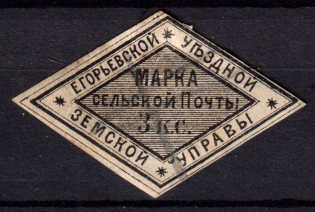 ЕГОРЬЕВСКОЙ УѢЗДНОЙ
МАРКА
СЕЛЬСКОЙ ПОЧТЫ
3 КС.
ЗЕМСКОЙ УПРАВЫ